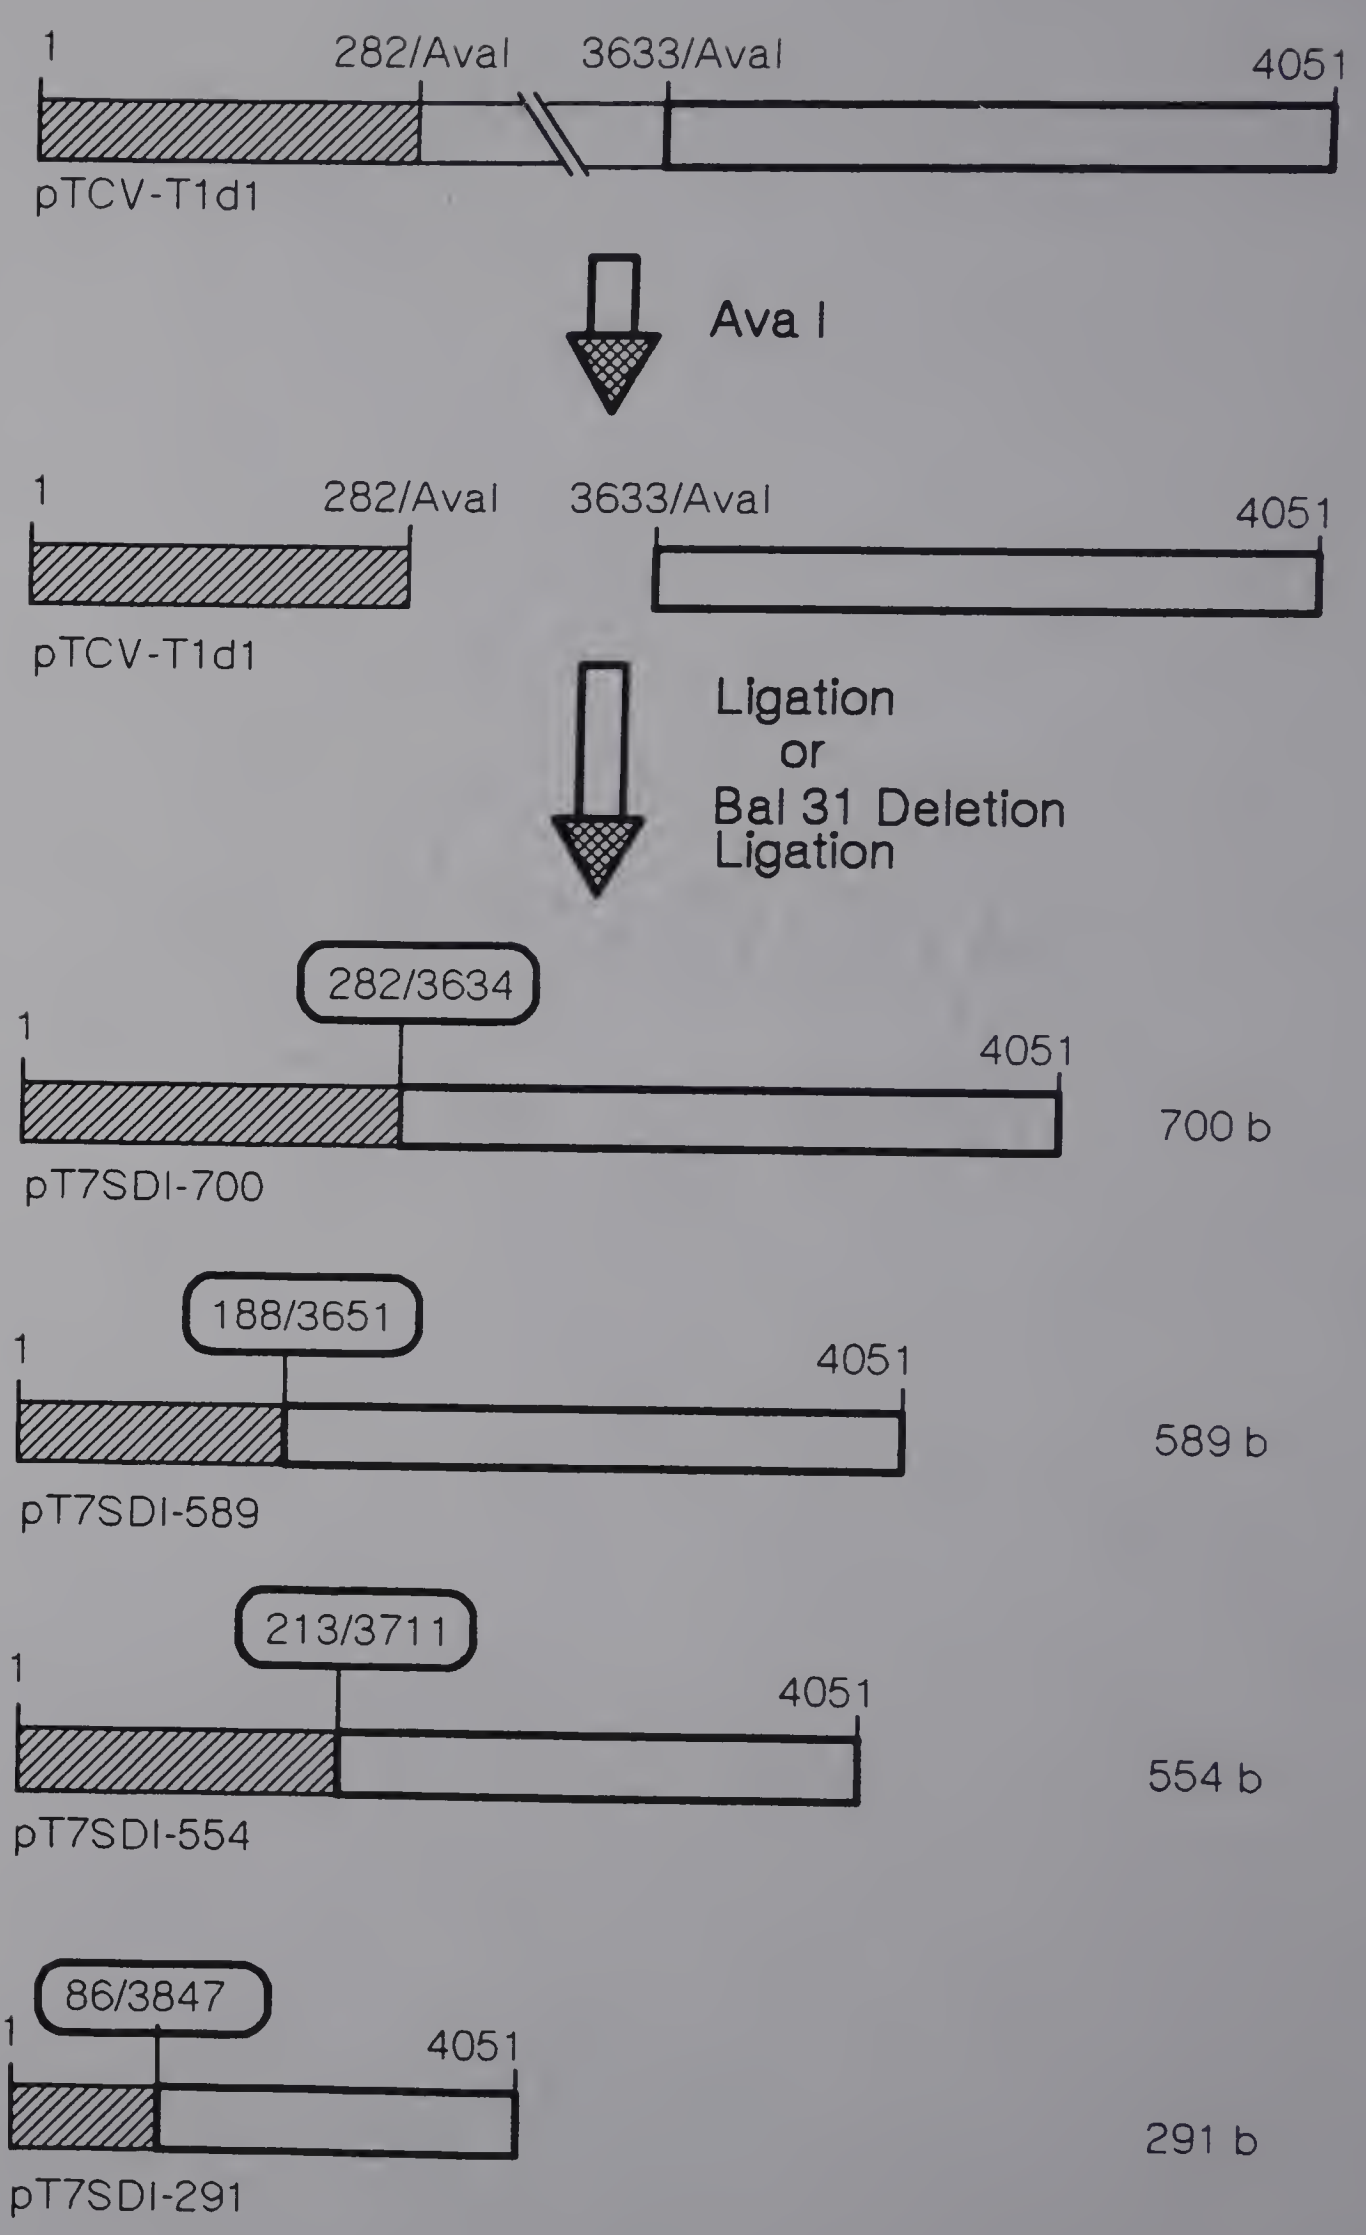 1 282/AvaI 3633/AvaI 4051
pTCV-T1d1
Ava I
1 282/AvaI 3633/AvaI 4051
pTCV-T1d1
Ligation
or
Bal 31 Deletion
Ligation
282/3634
1 4051
700 b
pT7SDI-700
188/3651
1 4051
589 b
pT7SDI-589
213/3711
1 4051
554 b
pT7SDI-554
86/3847
1 4051
291 b
pT7SDI-291